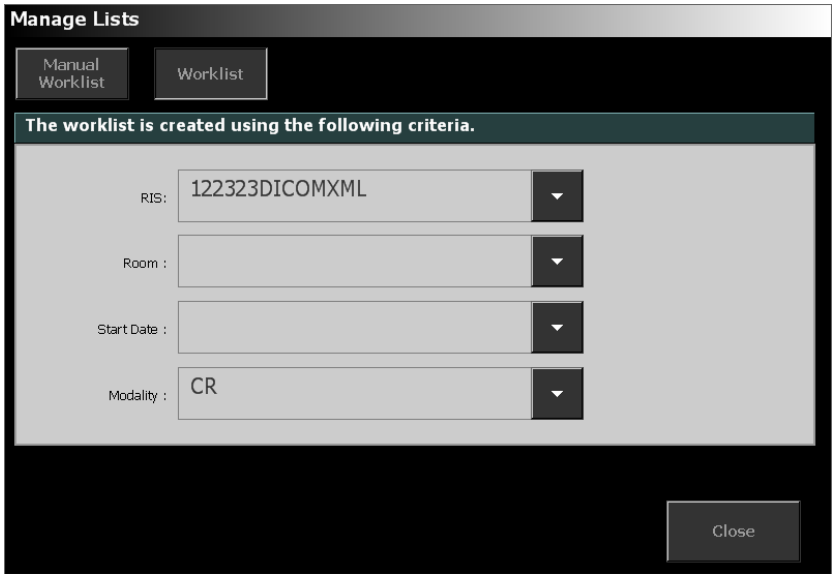 Manage Lists
Manual
Worklist
Worklist
The worklist is created using the following criteria.
RIS:
122323DICOMXML
Room :
Start Date :
Modality :
CR
Close